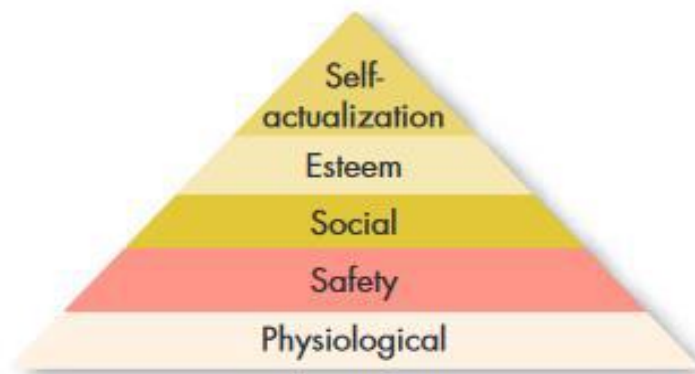 Self-
actualization
Esteem
Social
Safety
Physiological